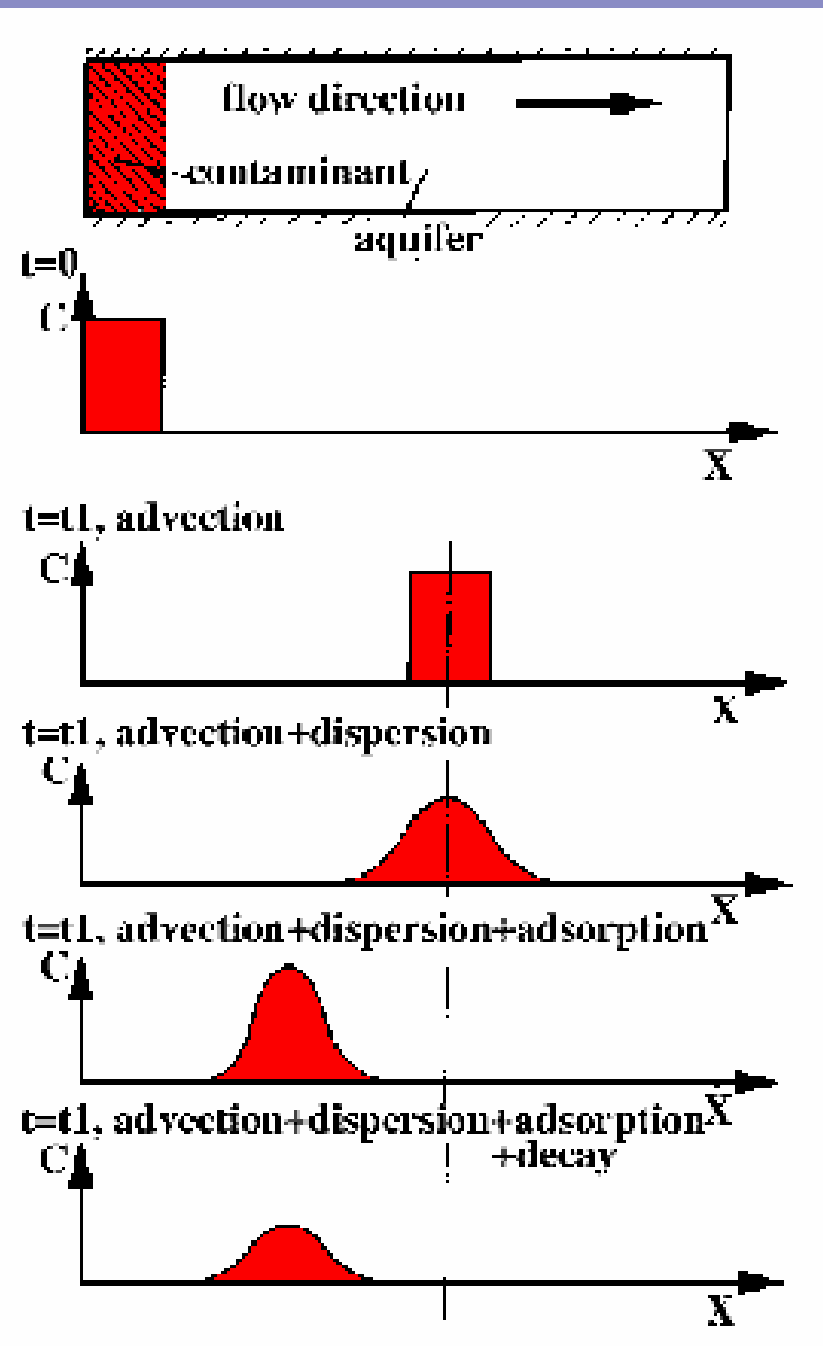 flow direction
contaminant
aquifer
t=0
C
X
t=t1, advection
C
X
t=t1, advection+dispersion
C
X
t=t1, advection+dispersion+adsorption
C
X
t=t1, advection+dispersion+adsorption
+decay
C
X